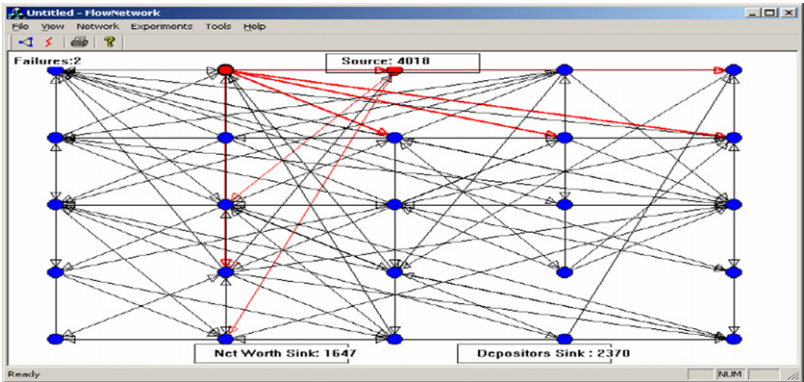 Untitled - FlowNetwork
File View Network Experiments Tools Help
Failures:2
Source: 4018
Net Worth Sink: 1647
Depositors Sink : 2370
Ready
NUM